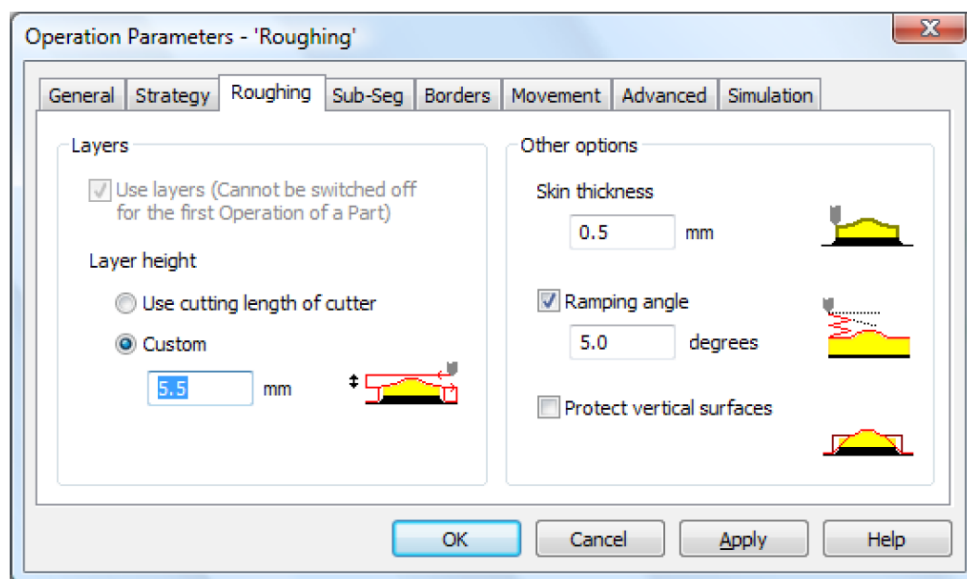 Operation Parameters - 'Roughing'
General Strategy Roughing Sub-Seg Borders Movement Advanced Simulation
Layers
Use layers (Cannot be switched off
for the first Operation of a Part)
Layer height
Use cutting length of cutter
Custom
5.5 mm
Other options
Skin thickness
0.5 mm
Ramping angle
5.0 degrees
Protect vertical surfaces
OK Cancel Apply Help